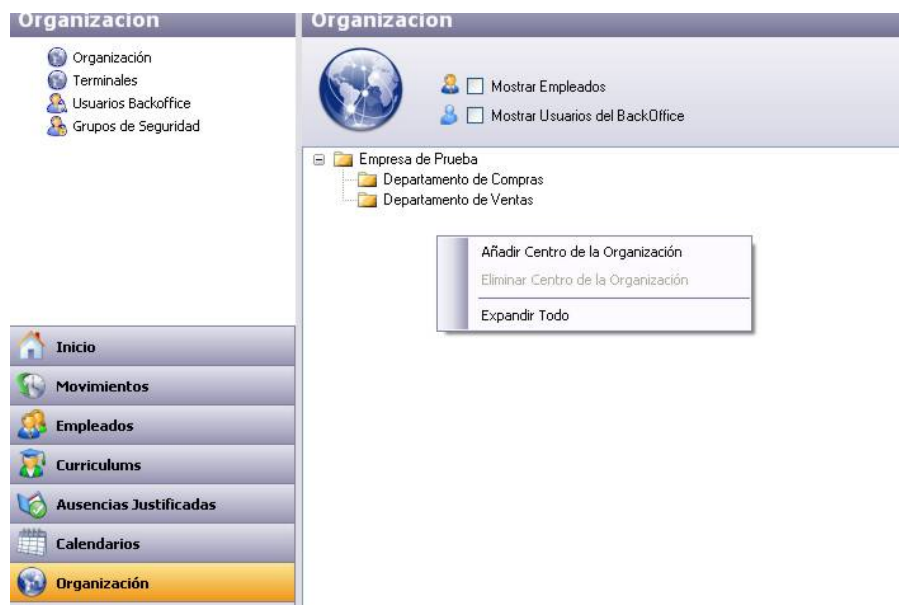 Organización
Organización
Terminales
Usuarios Backoffice
Grupos de Seguridad
Inicio
Movimientos
Empleados
Curriculums
Ausencias Justificadas
Calendarios
Organización
Organización
Mostrar Empleados
Mostrar Usuarios del BackOffice
Empresa de Prueba
Departamento de Compras
Departamento de Ventas
Añadir Centro de la Organización
Eliminar Centro de la Organización
Expandir Todo